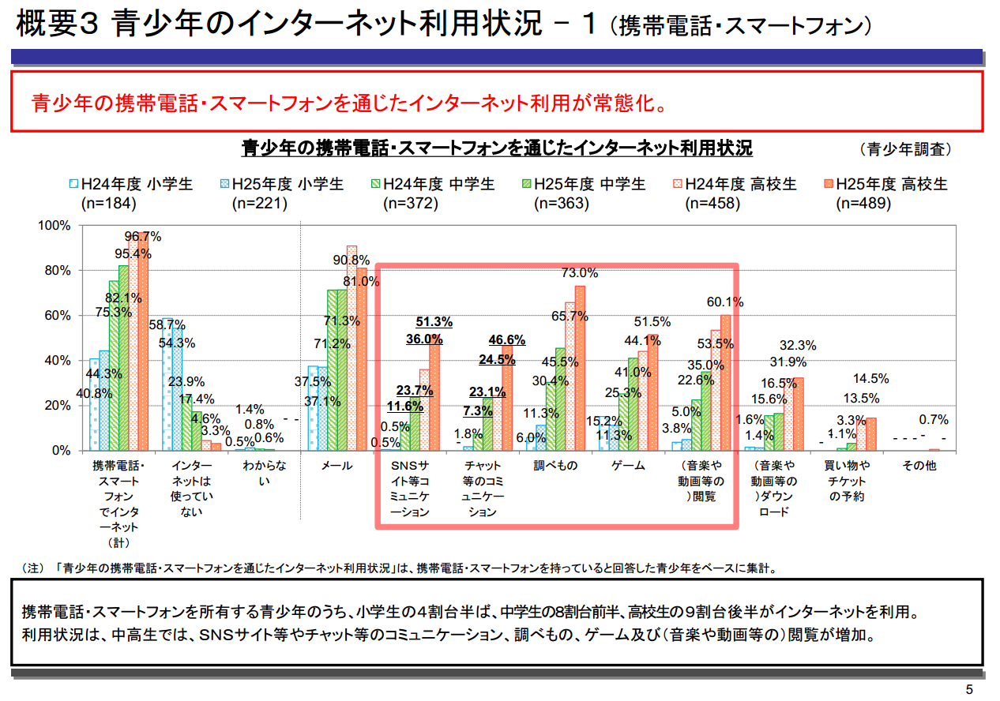 概要３ 青少年のインターネット利用状況 － １（携帯電話・スマートフォン）
青少年の携帯電話・スマートフォンを通じたインターネット利用が常態化。
青少年の携帯電話・スマートフォンを通じたインターネット利用状況
（青少年調査）
H24年度 小学生 H25年度 小学生 H24年度 中学生 H25年度 中学生 H24年度 高校生 H25年度 高校生
(n=184) (n=221) (n=372) (n=363) (n=458) (n=489)
100%
80%
60%
40%
20%
0%
40.8% 44.3% 75.3% 82.1% 95.4% 96.7%
58.7% 54.3% 23.9% 17.4% 4.6% 3.3%
0.5% 1.4% 0.8% 0.6% - -
37.5% 37.1% 71.2% 71.3% 90.8% 81.0%
0.5% 0.5% 11.6% 23.7% 36.0% 51.3%
- 1.8% 7.3% 23.1% 24.5% 46.6%
6.0% 11.3% 30.4% 45.5% 65.7% 73.0%
15.2% 11.3% 25.3% 41.0% 44.1% 51.5%
3.8% 5.0% 22.6% 35.0% 53.5% 60.1%
1.6% 1.4% 15.6% 16.5% 31.9% 32.3%
- 1.1% 3.3% 13.5% 14.5%
- - - - 0.7% -
携帯電話・
スマート
フォン
でインタ
ーネット
（計）
インター
ネットは
使ってい
ない
わからな
い
メール
SNSサ
イト等コ
ミュニケ
ーション
チャット
等のコミ
ュニケー
ション
調べもの
ゲーム
（音楽や
動画等の
）閲覧
（音楽や
動画等の
）ダウン
ロード
買い物や
チケット
の予約
その他
（注） 「青少年の携帯電話・スマートフォンを通じたインターネット利用状況」は、携帯電話・スマートフォンを持っていると回答した青少年をベースに集計。
携帯電話・スマートフォンを所有する青少年のうち、小学生の４割台半ば、中学生の8割台前半、高校生の９割台後半がインターネットを利用。
利用状況は、中高生では、ＳＮＳサイト等やチャット等のコミュニケーション、調べもの、ゲーム及び（音楽や動画等の）閲覧が増加。
5